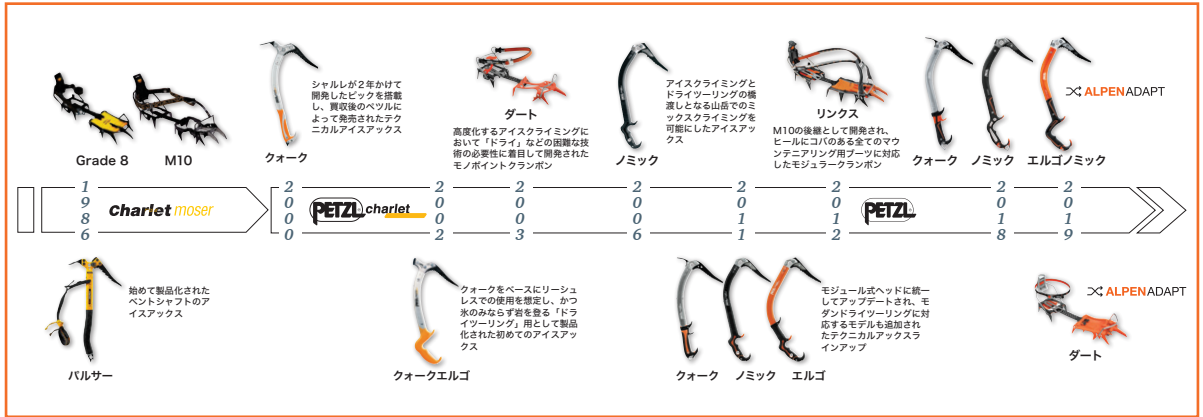 Grade 8
M10
シャルレが２年かけて
開発したピックを搭載
し、買収後のペツルに
よって発売されたテク
ニカルアイスアックス
クォーク
ダート
高度化するアイスクライミングに
おいて「ドライ」などの困難な技
術の必要性に着目して開発された
モノポイントクランポン
アイスクライミングと
ドライツーリングの橋
渡しとなる山岳でのミ
ックスクライミングを
可能にしたアイスアッ
クス
ノミック
リンクス
M10の後継として開発され、
ヒールにコバのある全てのマウ
ンテニアリング用ブーツに対応
したモジュラークランポン
クォーク
ノミック
エルゴノミック
ALPENADAPT
1986
Charlet moser
2000
PETZL charlet
2002
2003
2006
2011
2012
PETZL
2018
2019
始めて製品化された
ベントシャフトのア
イスアックス
パルサー
クォークをベースにリーシュ
レスでの使用を想定し、かつ
氷のみならず岩を登る「ドラ
イツーリング」用として製品
化された初めてのアイスアッ
クス
クォークエルゴ
モジュール式ヘッドに統一
してアップデートされ、モ
ダンドライツーリングに対
応するモデルも追加され
たテクニカルアックスラ
インアップ
クォーク
ノミック
エルゴ
ALPENADAPT
ダート